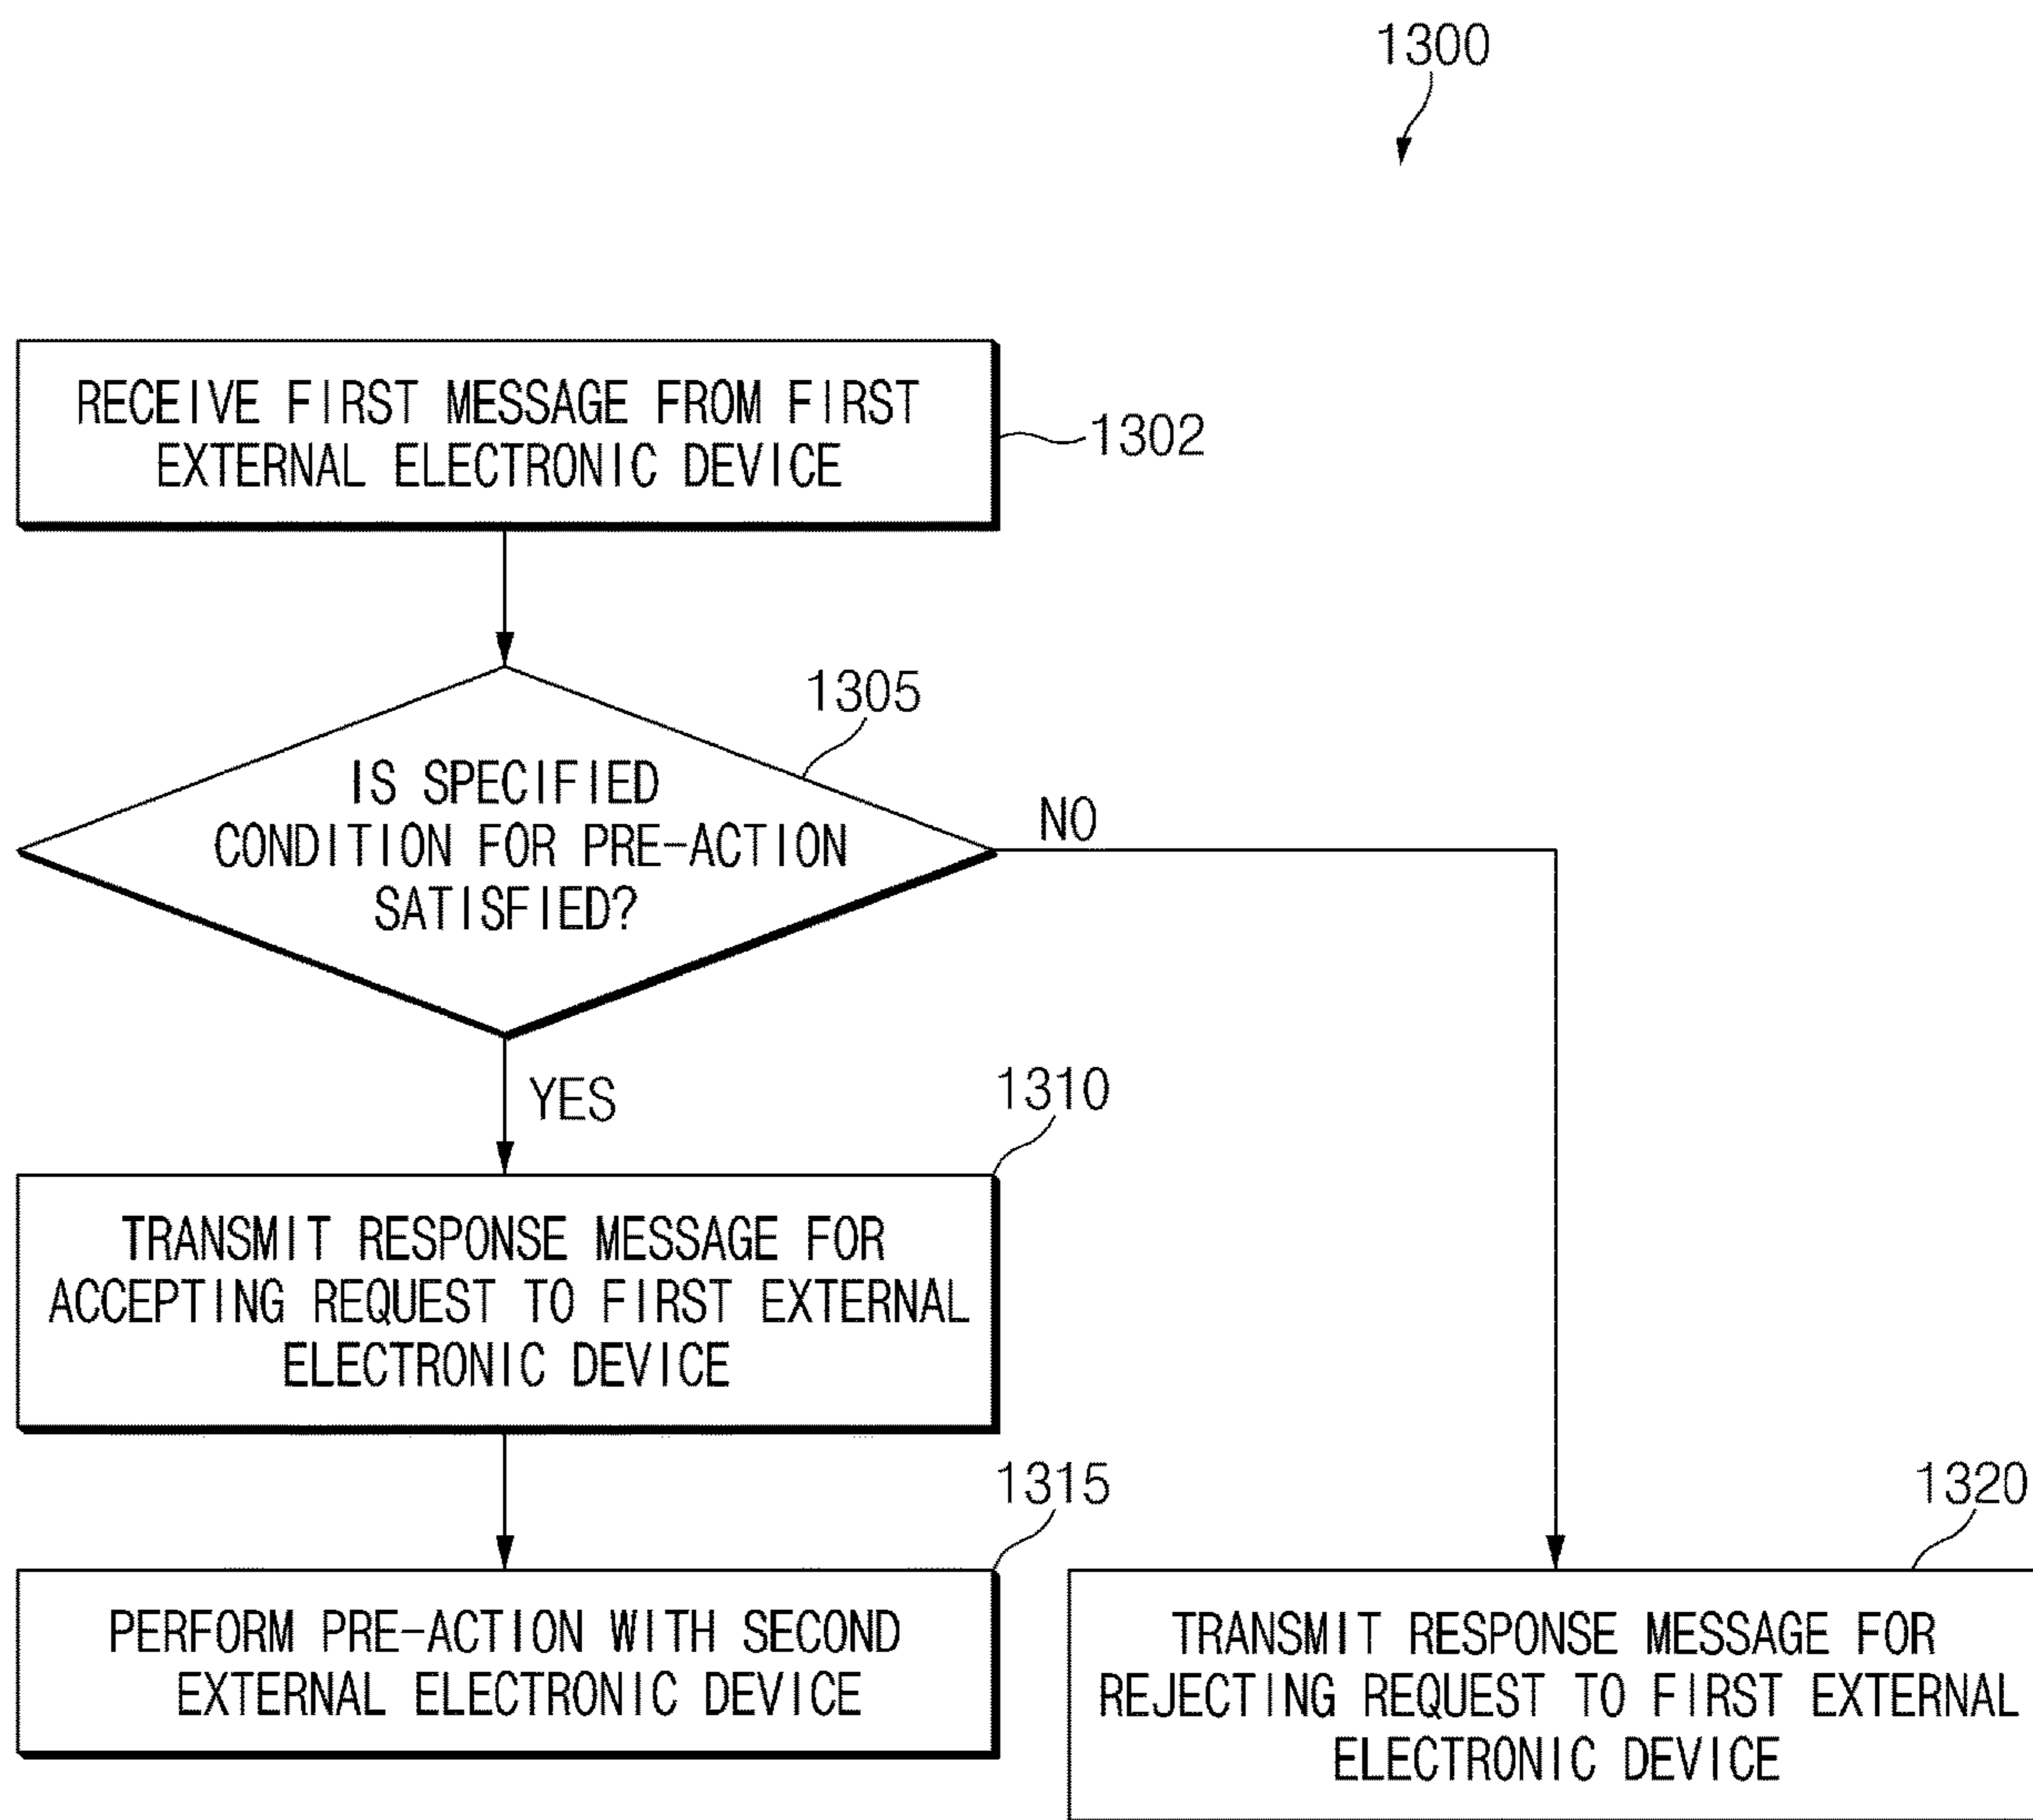 1300
RECEIVE FIRST MESSAGE FROM FIRST
EXTERNAL ELECTRONIC DEVICE
1302
1305
IS SPECIFIED
CONDITION FOR PRE-ACTION
SATISFIED?
NO
YES
1310
TRANSMIT RESPONSE MESSAGE FOR
ACCEPTING REQUEST TO FIRST EXTERNAL
ELECTRONIC DEVICE
1315
PERFORM PRE-ACTION WITH SECOND
EXTERNAL ELECTRONIC DEVICE
1320
TRANSMIT RESPONSE MESSAGE FOR
REJECTING REQUEST TO FIRST EXTERNAL
ELECTRONIC DEVICE